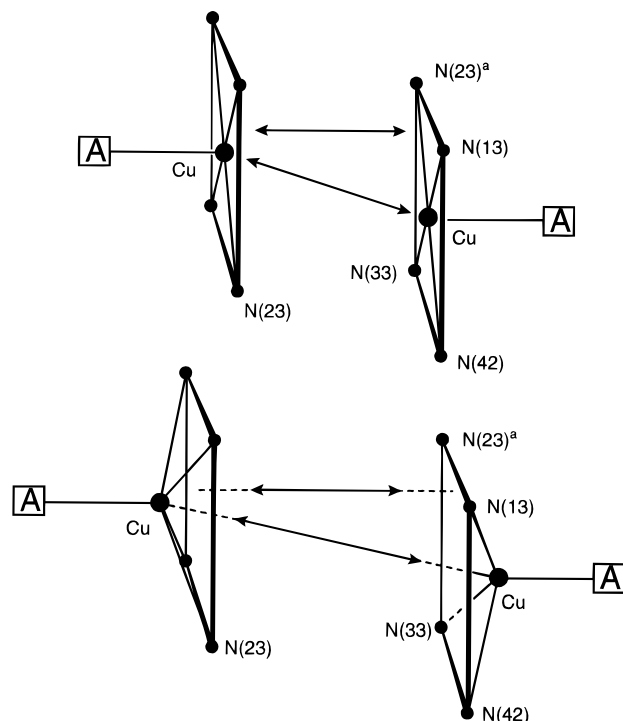 N(23)ᵃ
A
N(13)
Cu
A
Cu
N(33)
N(23)
N(42)
N(23)ᵃ
A
N(13)
Cu
A
Cu
N(33)
N(23)
N(42)